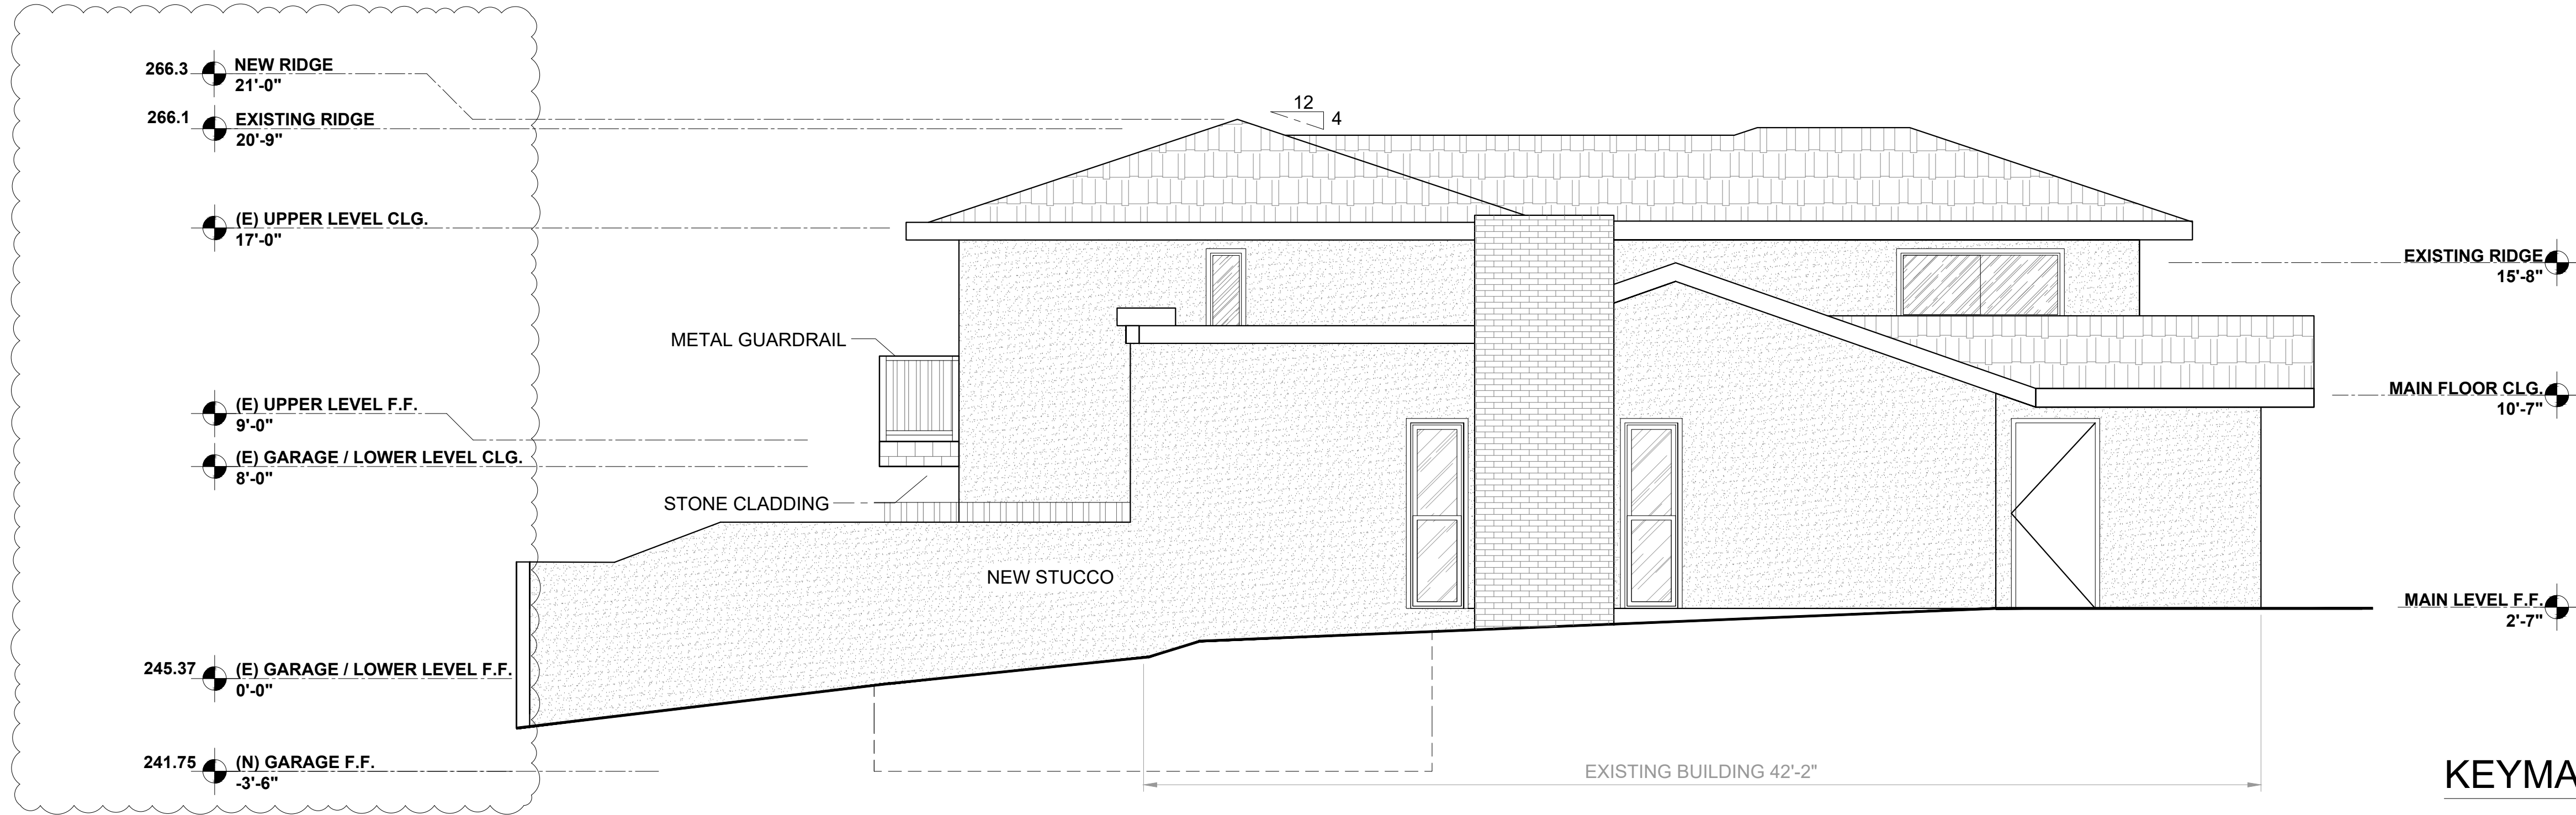 266.3
NEW RIDGE
21'-0"
266.1
EXISTING RIDGE
20'-9"
12
4
(E) UPPER LEVEL CLG.
17'-0"
EXISTING RIDGE
15'-8"
METAL GUARDRAIL
MAIN FLOOR CLG.
10'-7"
(E) UPPER LEVEL F.F.
9'-0"
(E) GARAGE / LOWER LEVEL CLG.
8'-0"
STONE CLADDING
NEW STUCCO
MAIN LEVEL F.F.
2'-7"
245.37
(E) GARAGE / LOWER LEVEL F.F.
0'-0"
241.75
(N) GARAGE F.F.
-3'-6"
EXISTING BUILDING 42'-2"
KEYMA